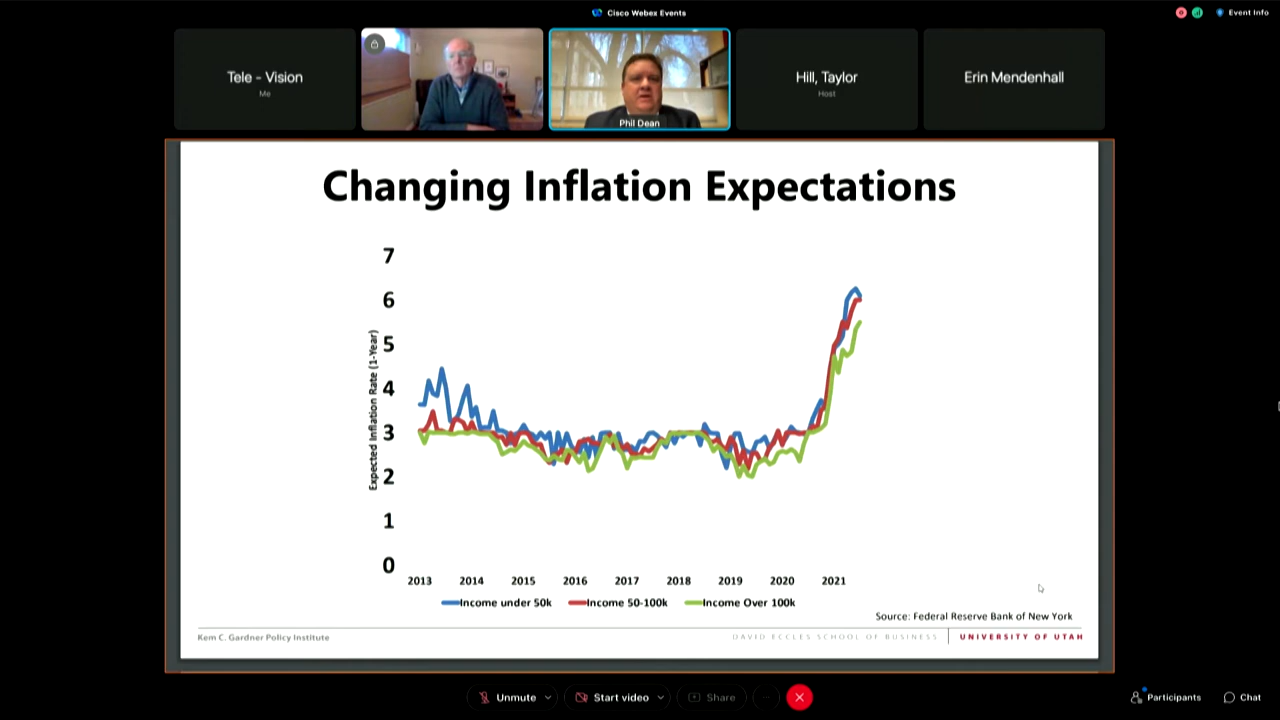 Cisco Webex Events
Event Info
Tele - Vision
Me
Phil Dean
Hill, Taylor
Host
Erin Mendenhall
Changing Inflation Expectations
Expected Inflation Rate (1-Year)
7
6
5
4
3
2
1
0
2013 2014 2015 2016 2017 2018 2019 2020 2021
Income under 50k Income 50-100k Income Over 100k
Source: Federal Reserve Bank of New York
Kem C. Gardner Policy Institute
DAVID ECCLES SCHOOL OF BUSINESS UNIVERSITY OF UTAH
Unmute Start video Share
Participants Chat